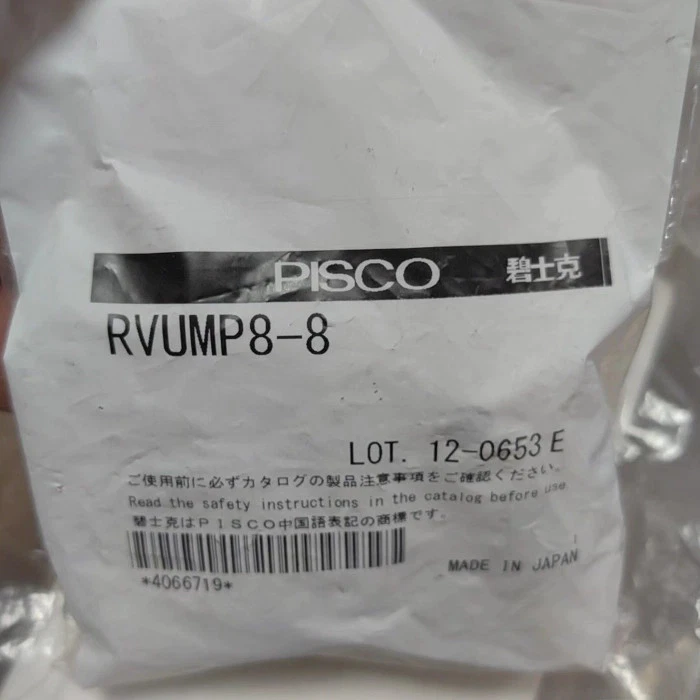 PISCO 碧士克
RVUMP8-8
LOT. 12-0653 E
ご使用前に必ずカタログの製品注意事項をご確認ください。
Read the safety instructions in the catalog before use
碧士克はPISCO中国語表記の商標です。
*4066719*
MADE IN JAPAN